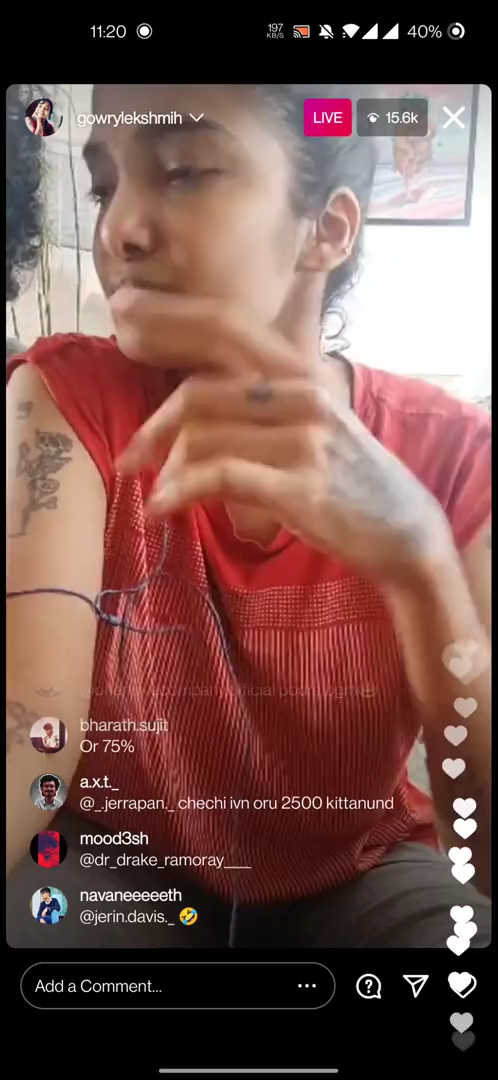 11:20
197
KB/S
40%
gowrylekshmih
LIVE
15.6k
bharath.sujit
Or 75%
a.x.t._
@_.jerrapan._ chechi ivn oru 2500 kittanund
mood3sh
@dr_drake_ramoray___
navaneeeeeth
@jerin.davis._ 🤣
Add a Comment...